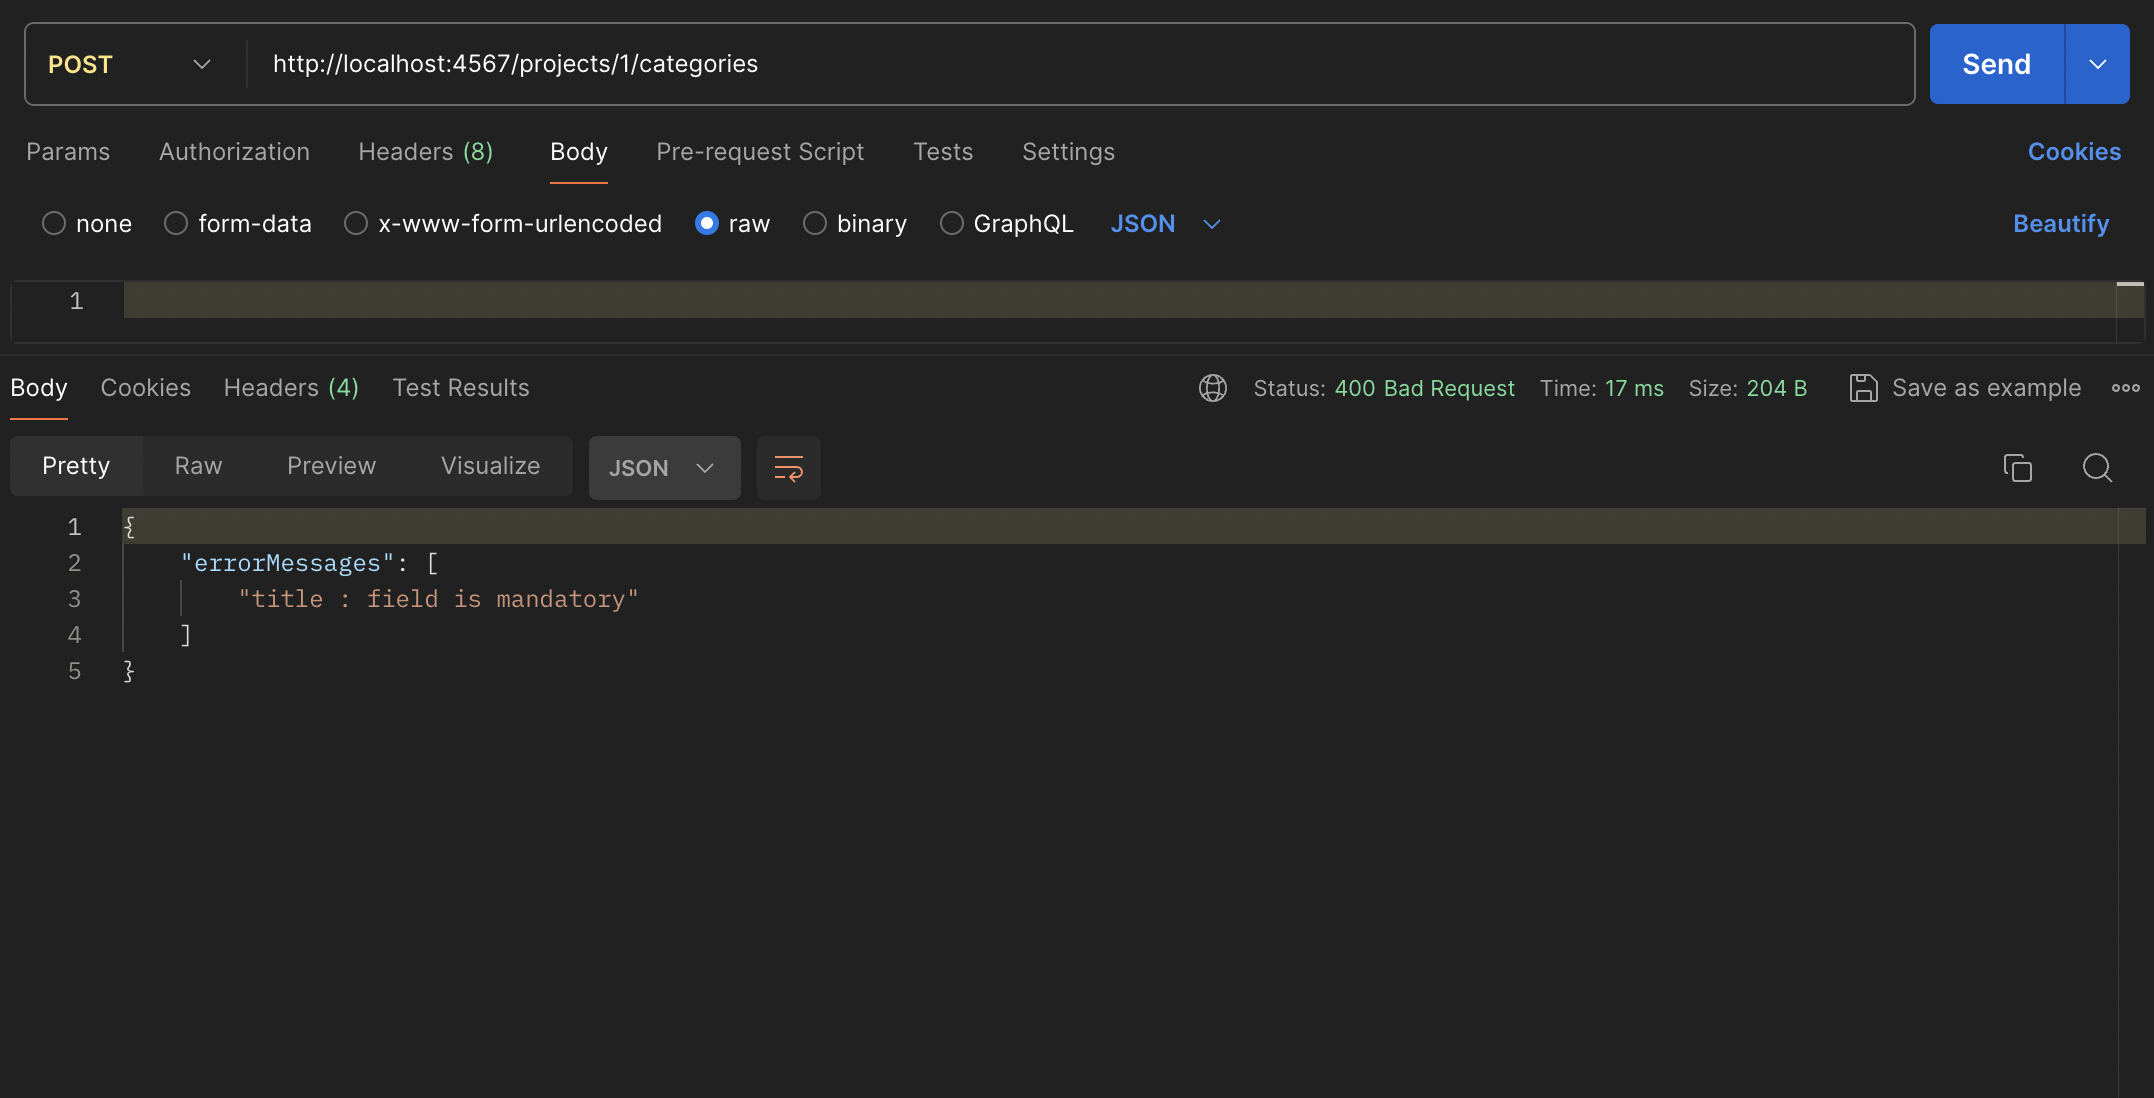 POST http://localhost:4567/projects/1/categories Send
Params Authorization Headers (8) Body Pre-request Script Tests Settings Cookies
none form-data x-www-form-urlencoded raw binary GraphQL JSON Beautify
1
Body Cookies Headers (4) Test Results Status: 400 Bad Request Time: 17 ms Size: 204 B Save as example
Pretty Raw Preview Visualize JSON
1 {
2 "errorMessages": [
3 "title : field is mandatory"
4 ]
5 }